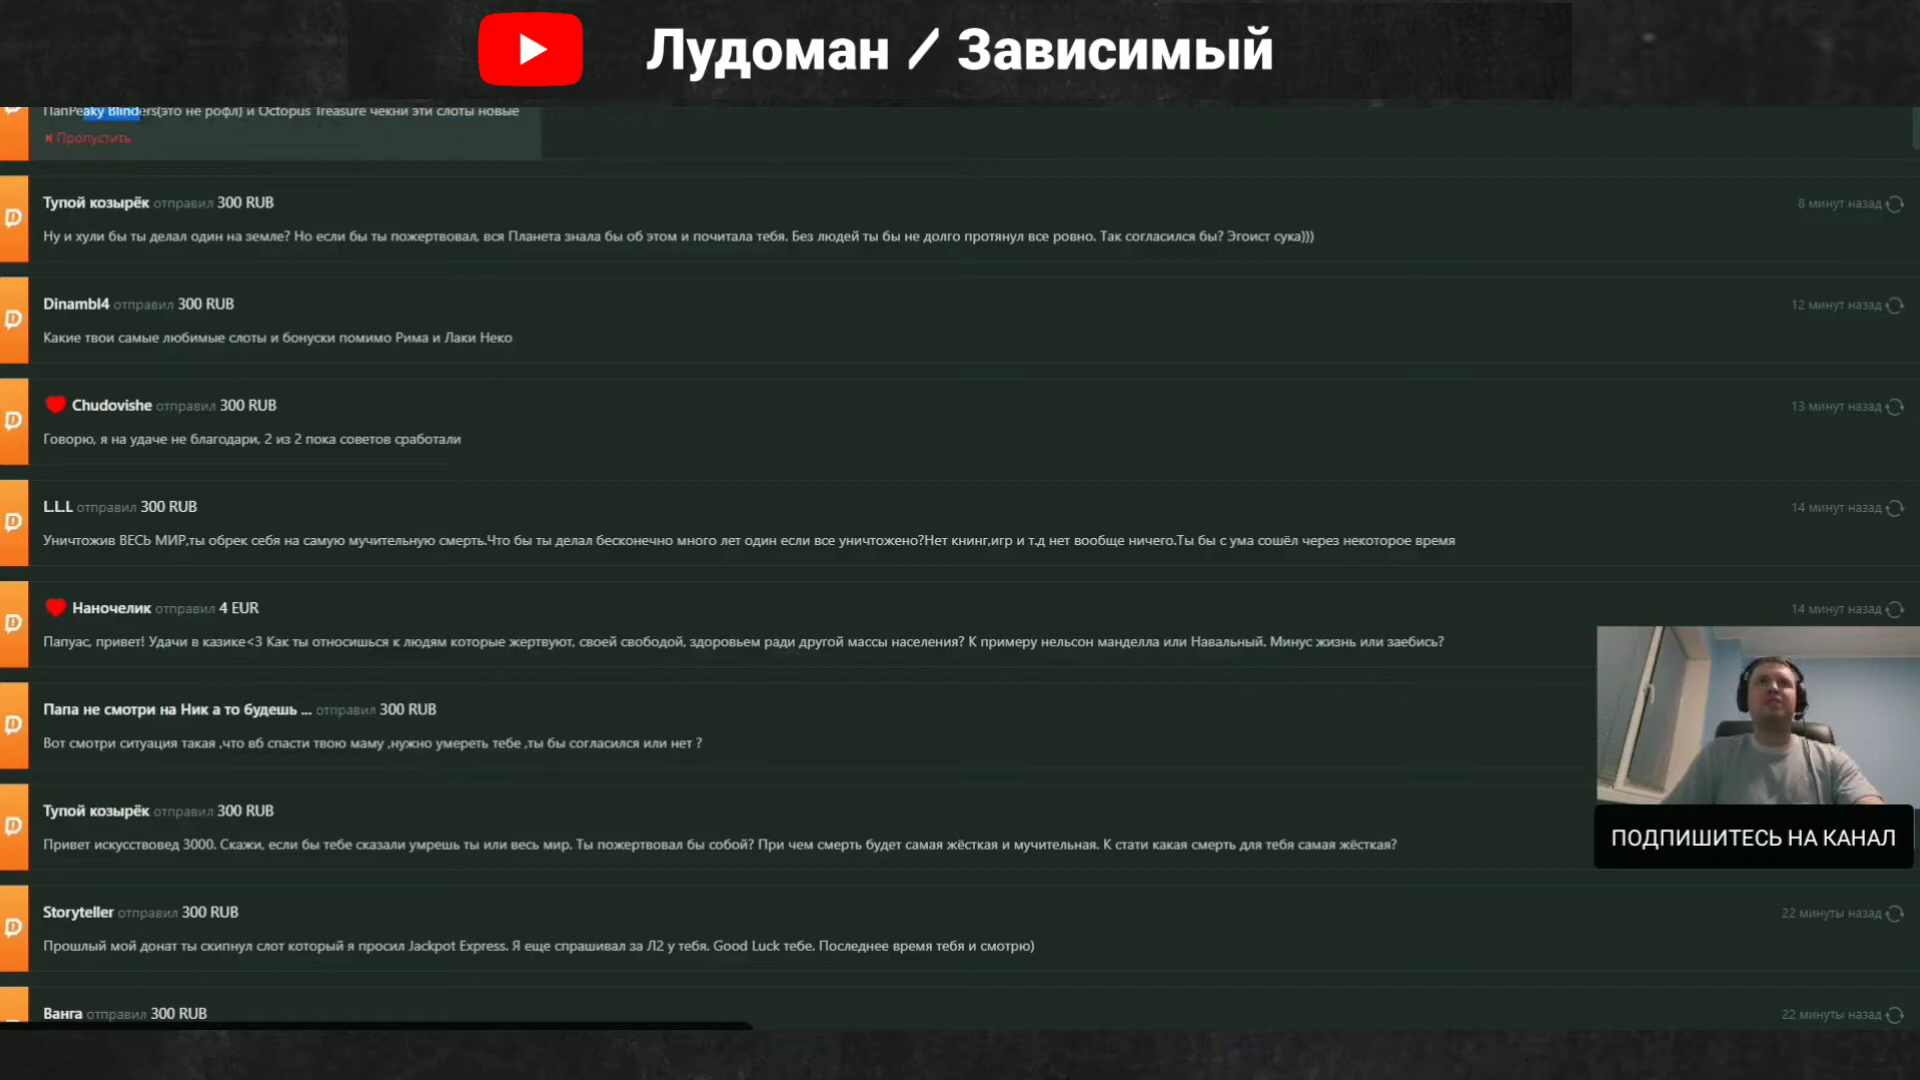 Лудоман / Зависимый
ПапPeaky Blinders(это не рофл) и Octopus Treasure чекни эти слоты новые
× Пропустить
Тупой козырёк отправил 300 RUB
8 минут назад
Ну и хули бы ты делал один на земле? Но если бы ты пожертвовал, вся Планета знала бы об этом и почитала тебя. Без людей ты бы не долго протянул все ровно. Так согласился бы? Эгоист сука)))
Dinambl4 отправил 300 RUB
12 минут назад
Какие твои самые любимые слоты и бонуски помимо Рима и Лаки Неко
Chudovishe отправил 300 RUB
13 минут назад
Говорю, я на удаче не благодари, 2 из 2 пока советов сработали
L.L.L отправил 300 RUB
14 минут назад
Уничтожив ВЕСЬ МИР,ты обрек себя на самую мучительную смерть.Что бы ты делал бесконечно много лет один если все уничтожено?Нет книнг,игр и т.д нет вообще ничего.Ты бы с ума сошёл через некоторое время
Наночелик отправил 4 EUR
14 минут назад
Папуас, привет! Удачи в казике<3 Как ты относишься к людям которые жертвуют, своей свободой, здоровьем ради другой массы населения? К примеру нельсон манделла или Навальный. Минус жизнь или заебись?
Папа не смотри на Ник а то будешь ... отправил 300 RUB
Вот смотри ситуация такая ,что вб спасти твою маму ,нужно умереть тебе ,ты бы согласился или нет ?
Тупой козырёк отправил 300 RUB
Привет искусствовед 3000. Скажи, если бы тебе сказали умрешь ты или весь мир. Ты пожертвовал бы собой? При чем смерть будет самая жёсткая и мучительная. К стати какая смерть для тебя самая жёсткая?
ПОДПИШИТЕСЬ НА КАНАЛ
Storyteller отправил 300 RUB
22 минуты назад
Прошлый мой донат ты скипнул слот который я просил Jackpot Express. Я еще спрашивал за Л2 у тебя. Good Luck тебе. Последнее время тебя и смотрю)
Ванга отправил 300 RUB
22 минуты назад